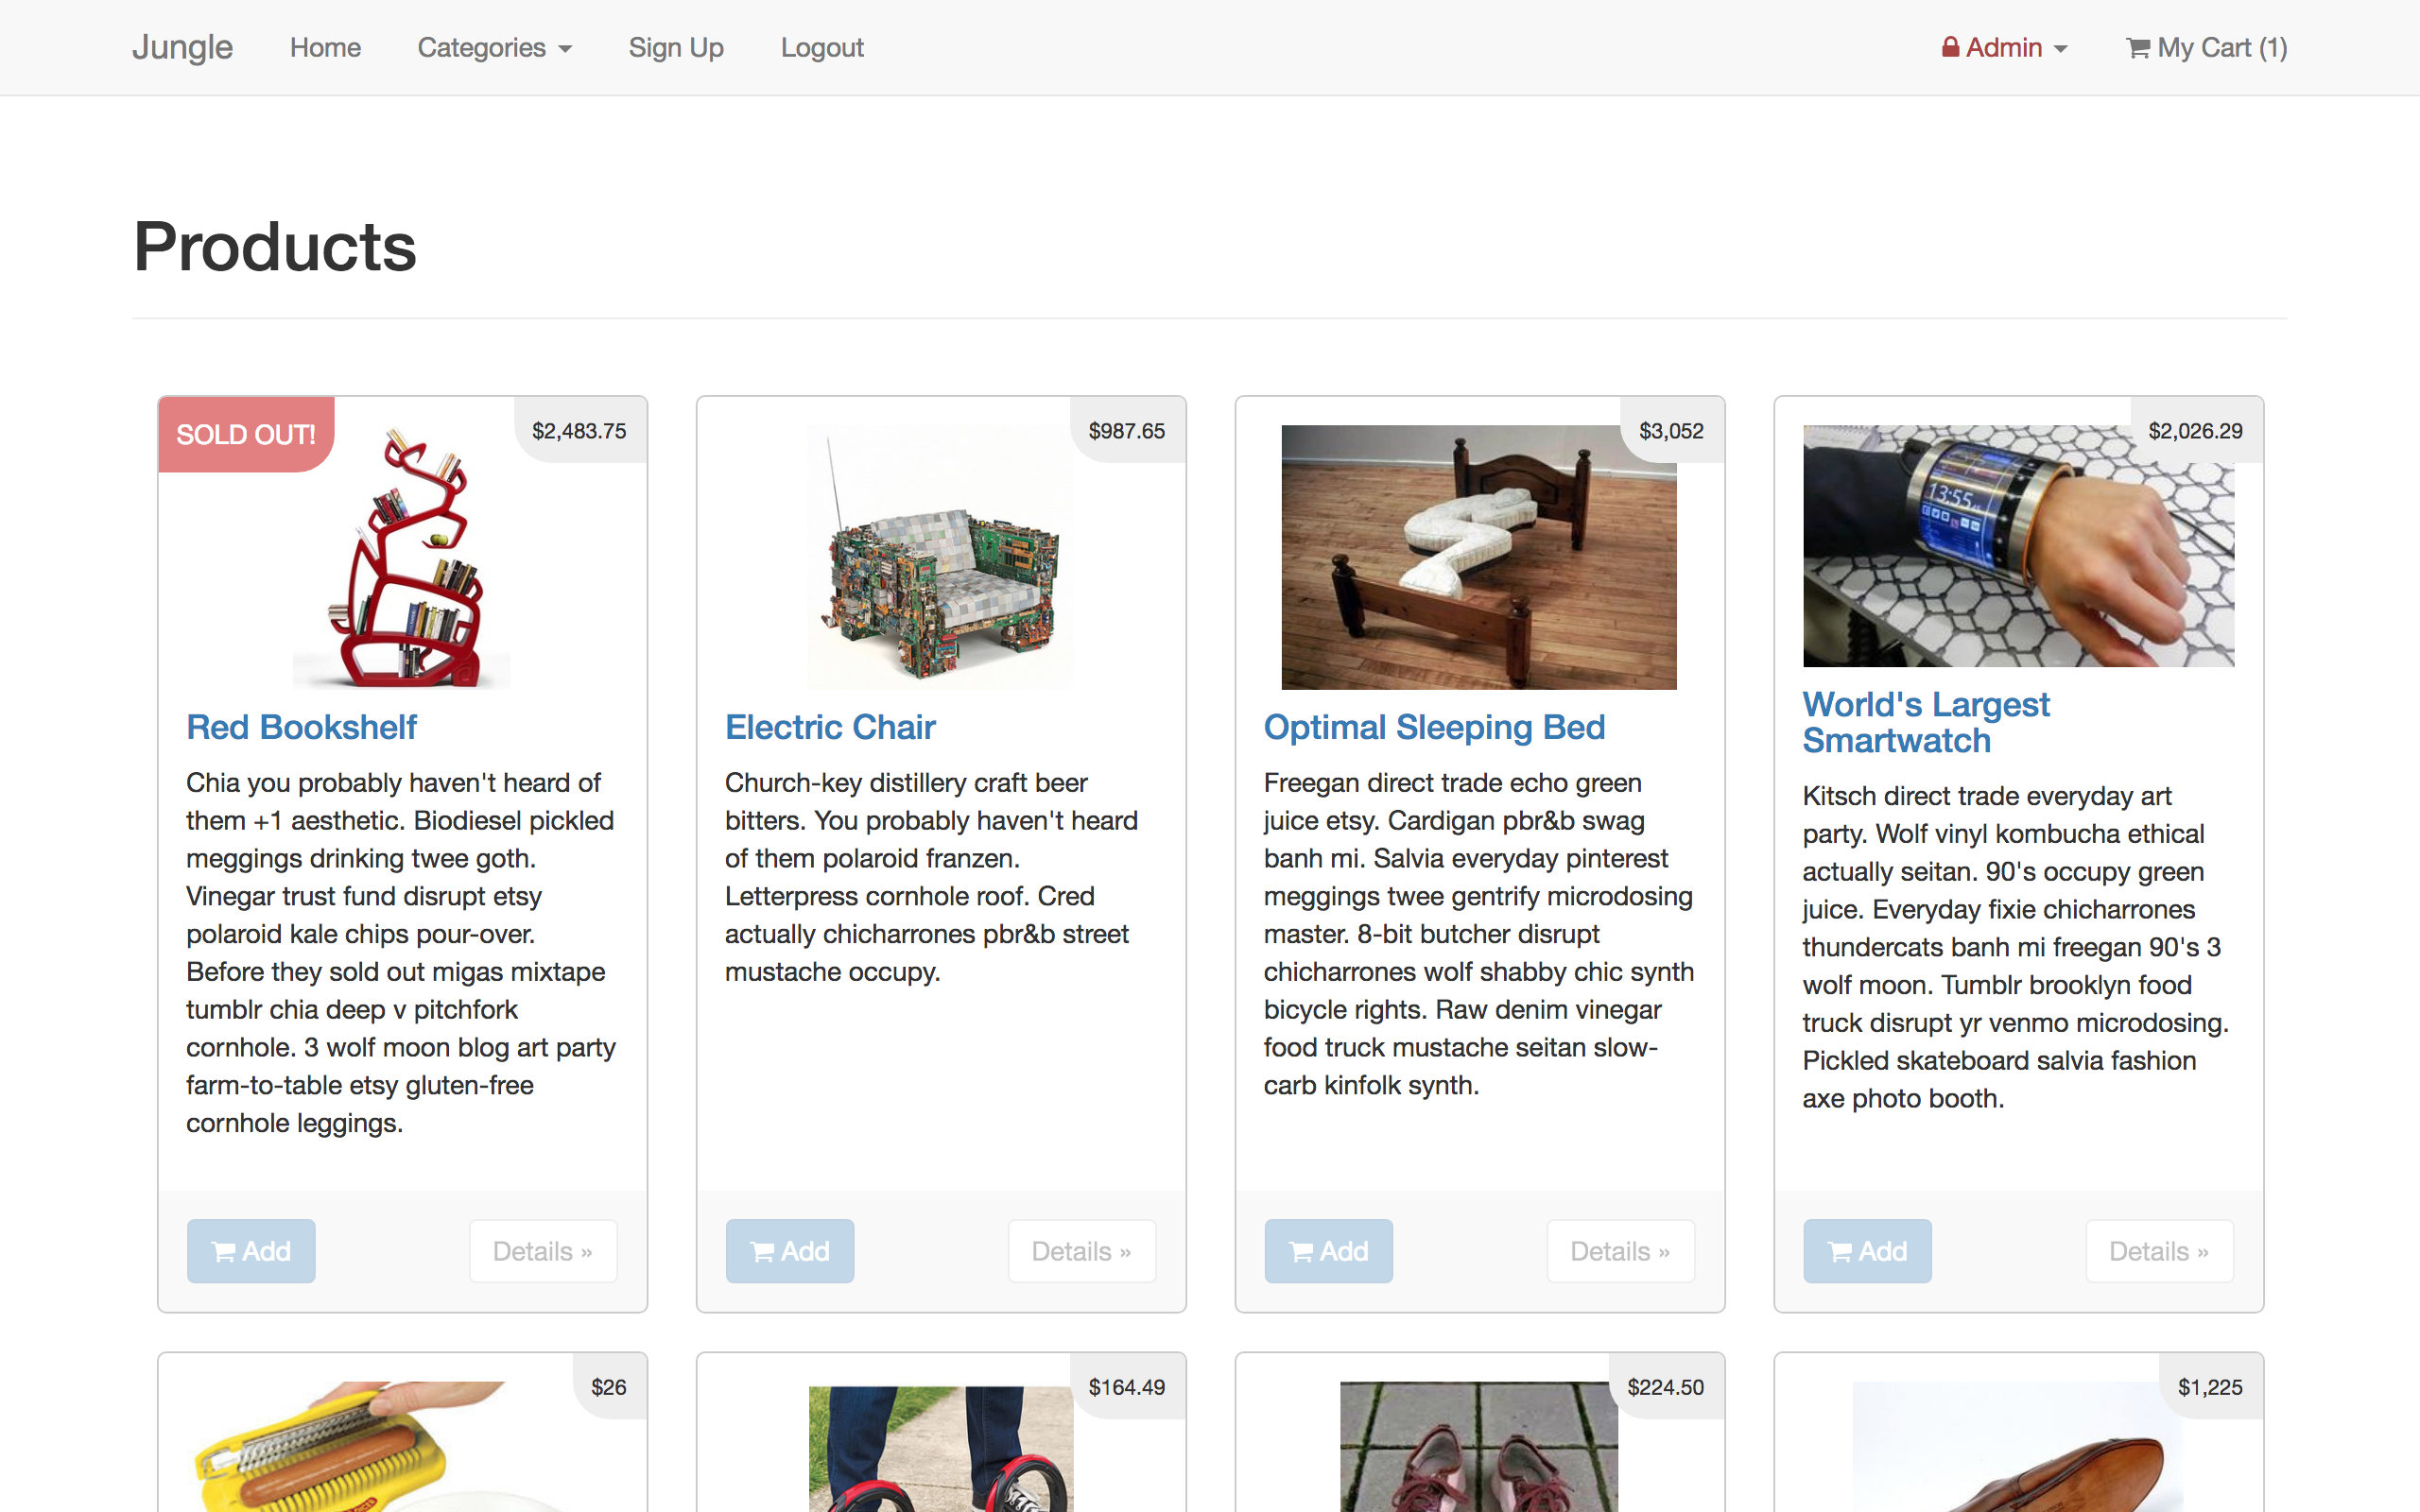 Jungle Home Categories Sign Up Logout Admin My Cart (1)
Products
SOLD OUT!
$2,483.75
Red Bookshelf
Chia you probably haven't heard of
them +1 aesthetic. Biodiesel pickled
meggings drinking twee goth.
Vinegar trust fund disrupt etsy
polaroid kale chips pour-over.
Before they sold out migas mixtape
tumblr chia deep v pitchfork
cornhole. 3 wolf moon blog art party
farm-to-table etsy gluten-free
cornhole leggings.
Add Details »
$987.65
Electric Chair
Church-key distillery craft beer
bitters. You probably haven't heard
of them polaroid franzen.
Letterpress cornhole roof. Cred
actually chicharrones pbr&b street
mustache occupy.
Add Details »
$3,052
Optimal Sleeping Bed
Freegan direct trade echo green
juice etsy. Cardigan pbr&b swag
banh mi. Salvia everyday pinterest
meggings twee gentrify microdosing
master. 8-bit butcher disrupt
chicharrones wolf shabby chic synth
bicycle rights. Raw denim vinegar
food truck mustache seitan slow-
carb kinfolk synth.
Add Details »
$2,026.29
13:55
World's Largest
Smartwatch
Kitsch direct trade everyday art
party. Wolf vinyl kombucha ethical
actually seitan. 90's occupy green
juice. Everyday fixie chicharrones
thundercats banh mi freegan 90's 3
wolf moon. Tumblr brooklyn food
truck disrupt yr venmo microdosing.
Pickled skateboard salvia fashion
axe photo booth.
Add Details »
$26
$164.49
$224.50
$1,225